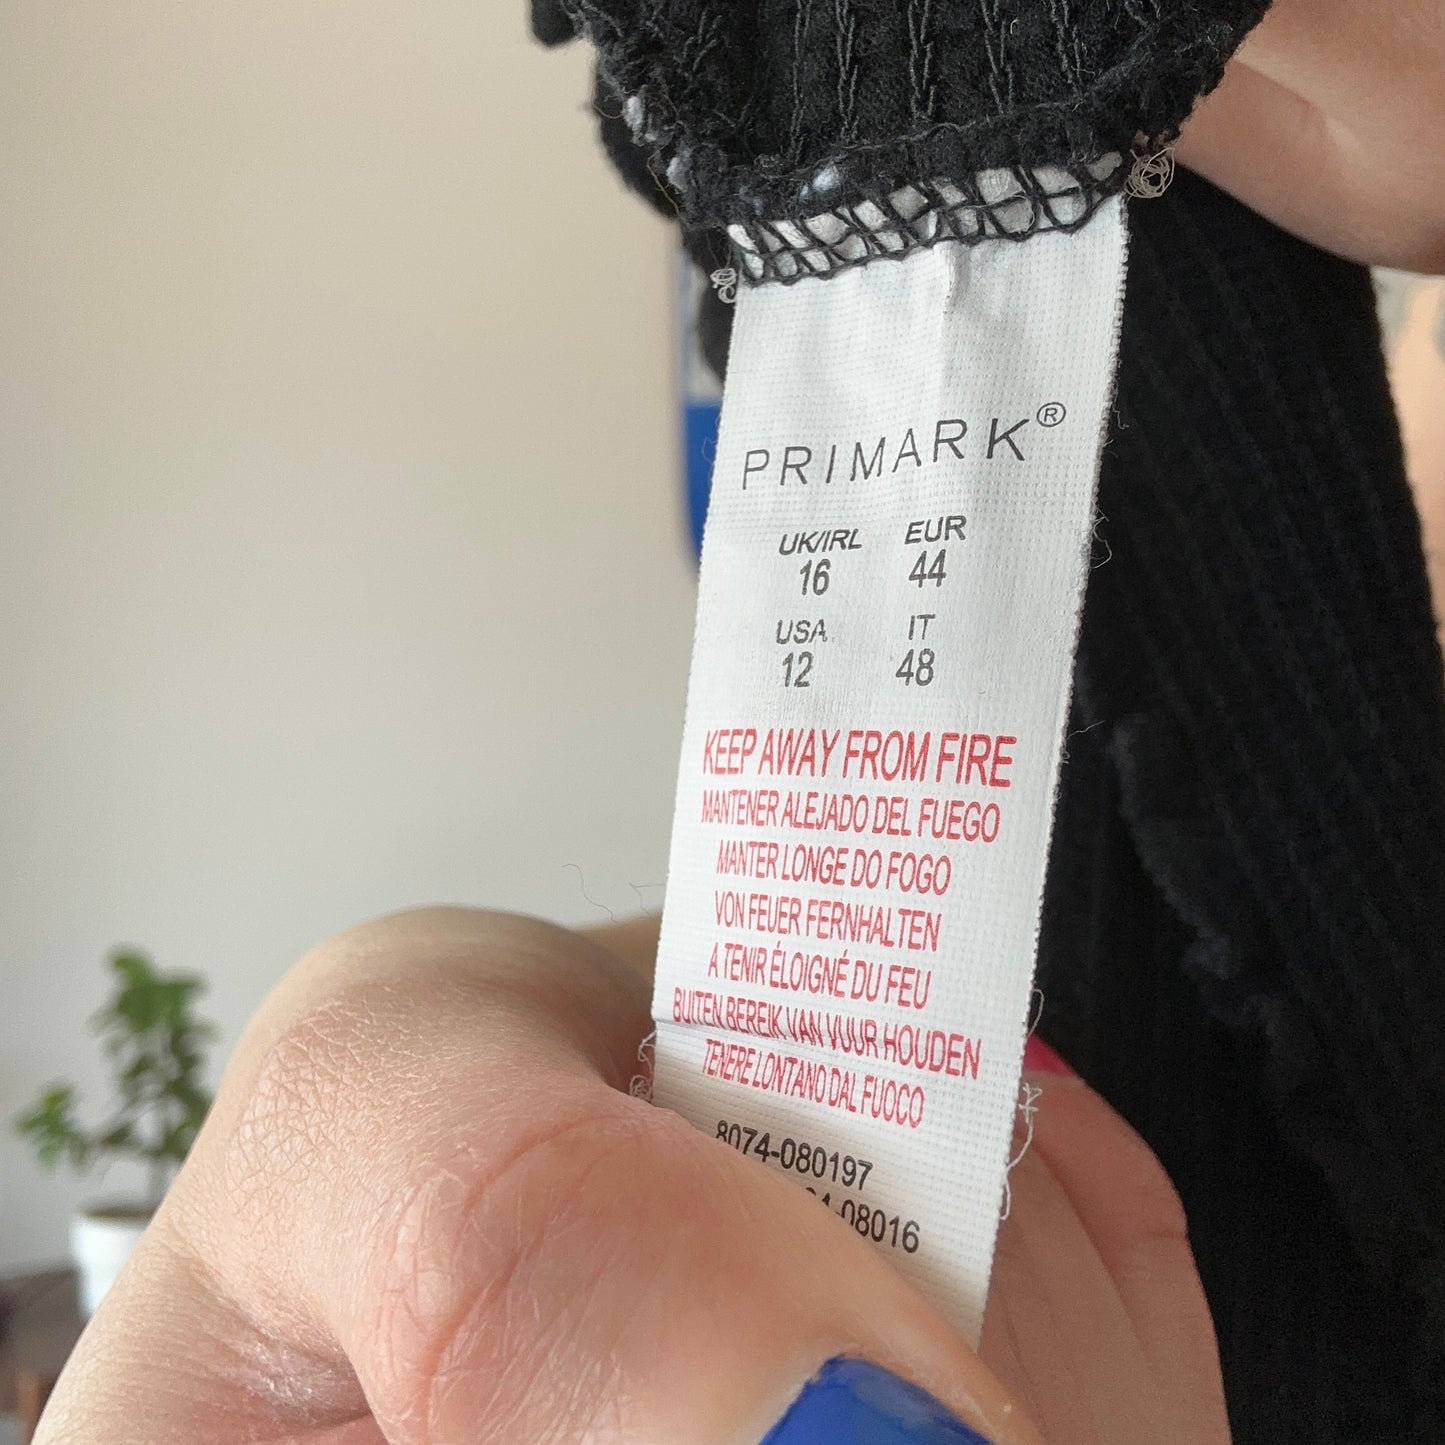 PRIMARK®
UK/IRL EUR
16 44
USA IT
12 48
KEEP AWAY FROM FIRE
MANTENER ALEJADO DEL FUEGO
MANTER LONGE DO FOGO
VON FEUER FERNHALTEN
A TENIR ÉLOIGNÉ DU FEU
BUITEN BEREIK VAN VUUR HOUDEN
TENERE LONTANO DAL FUOCO
8074-080197
-08016